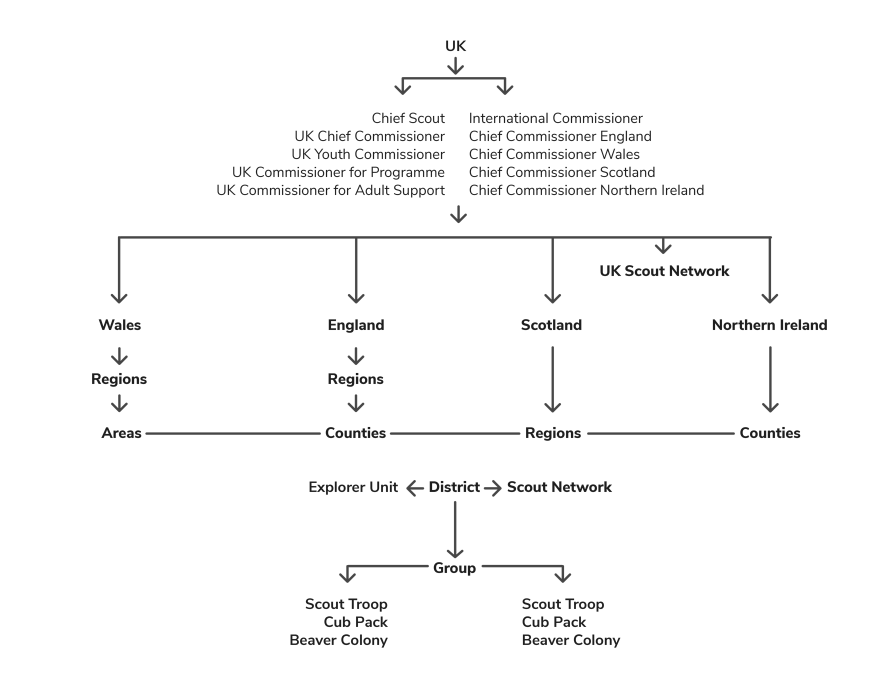 UK
Chief Scout
UK Chief Commissioner
UK Youth Commissioner
UK Commissioner for Programme
UK Commissioner for Adult Support
International Commissioner
Chief Commissioner England
Chief Commissioner Wales
Chief Commissioner Scotland
Chief Commissioner Northern Ireland
UK Scout Network
Wales
England
Scotland
Northern Ireland
Regions
Regions
Areas
Counties
Regions
Counties
Explorer Unit
District
Scout Network
Group
Scout Troop
Cub Pack
Beaver Colony
Scout Troop
Cub Pack
Beaver Colony